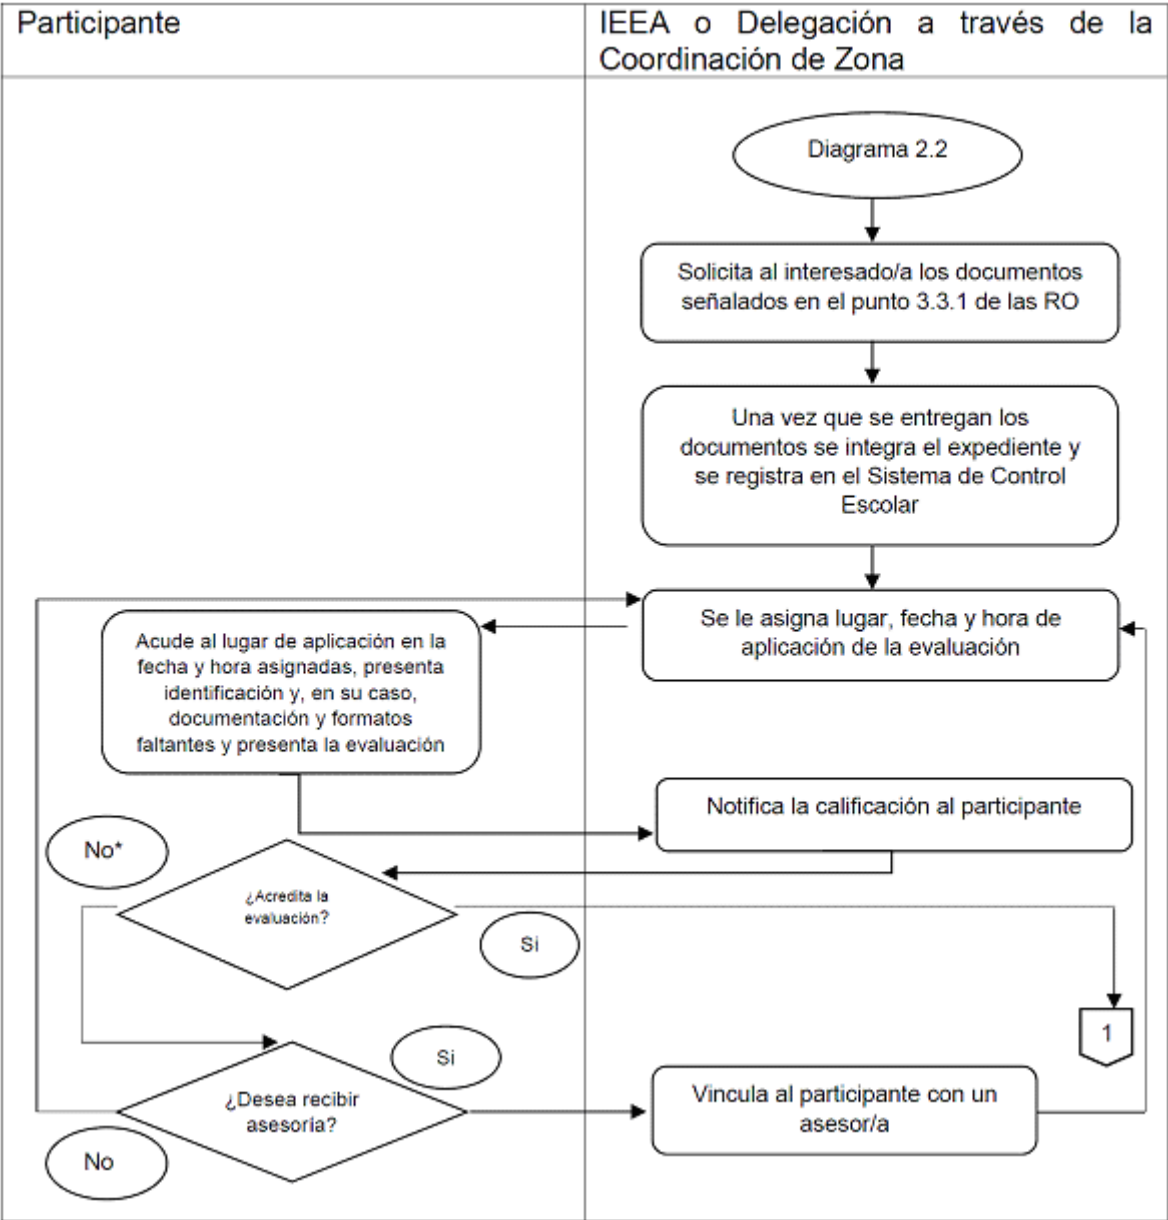 Participante
IEEA o Delegación a través de la
Coordinación de Zona
Diagrama 2.2
Solicita al interesado/a los documentos
señalados en el punto 3.3.1 de las RO
Una vez que se entregan los
documentos se integra el expediente y
se registra en el Sistema de Control
Escolar
Se le asigna lugar, fecha y hora de
aplicación de la evaluación
Acude al lugar de aplicación en la
fecha y hora asignadas, presenta
identificación y, en su caso,
documentación y formatos
faltantes y presenta la evaluación
Notifica la calificación al participante
No*
¿Acredita la
evaluación?
Si
1
Si
¿Desea recibir
asesoría?
Vincula al participante con un
asesor/a
No